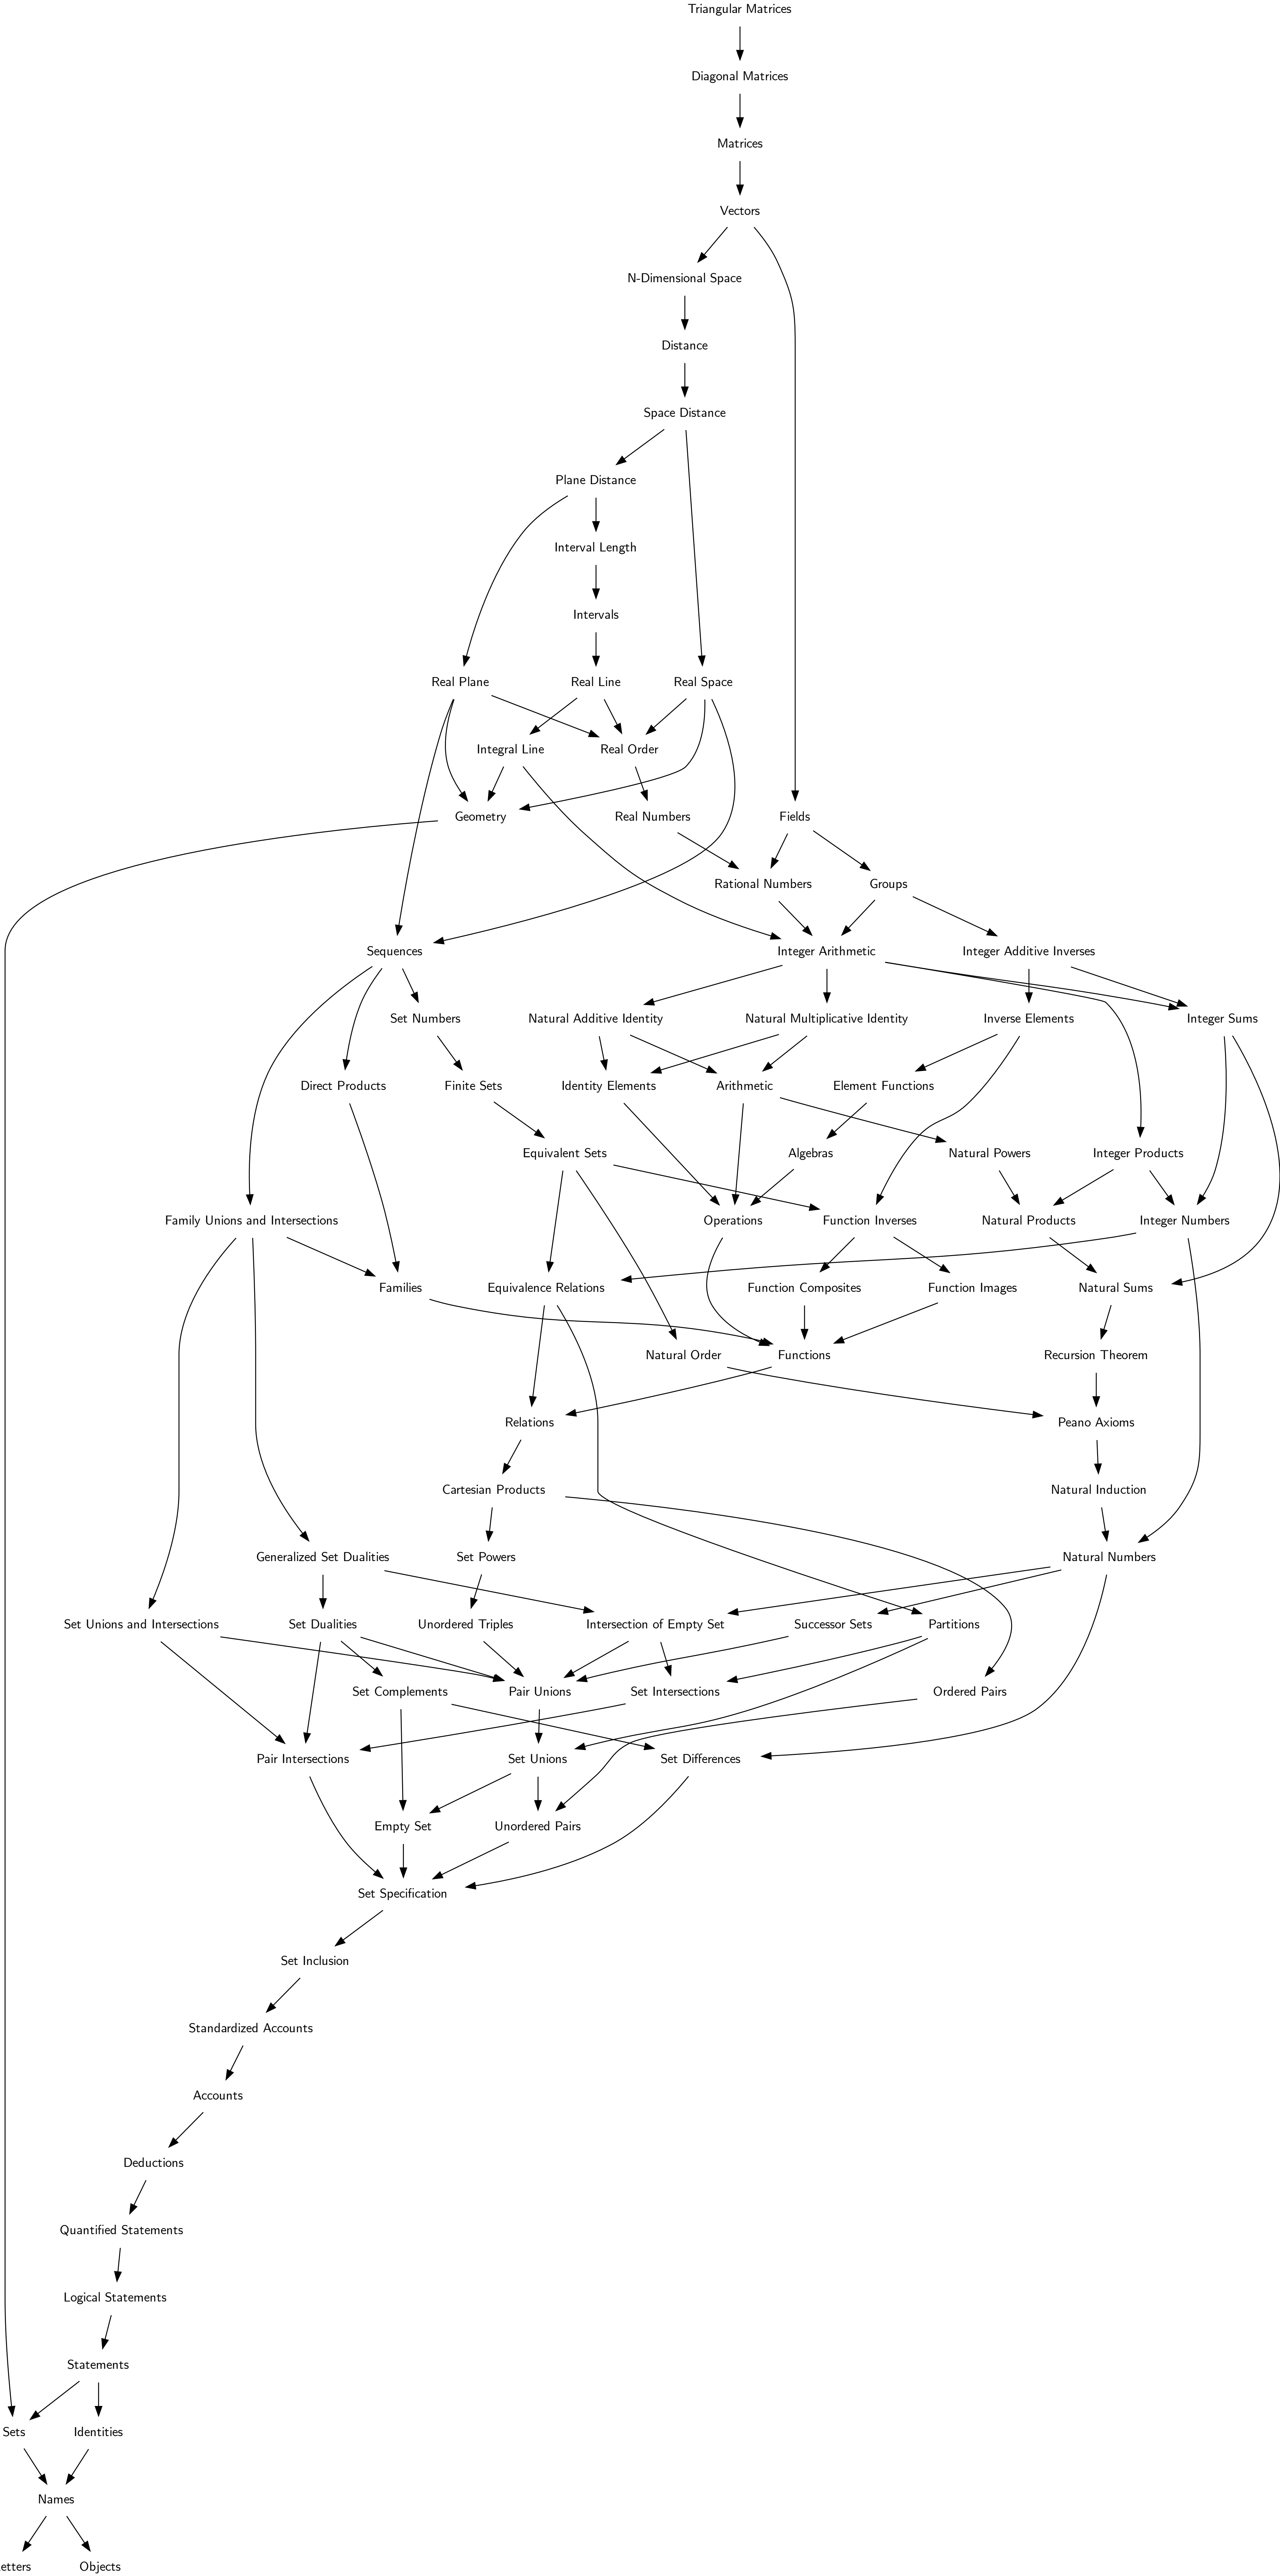 Triangular Matrices
Diagonal Matrices
Matrices
Vectors
N-Dimensional Space
Distance
Space Distance
Plane Distance
Interval Length
Intervals
Real Plane
Real Line
Real Space
Integral Line
Real Order
Geometry
Real Numbers
Fields
Rational Numbers
Groups
Sequences
Integer Arithmetic
Integer Additive Inverses
Set Numbers
Natural Additive Identity
Natural Multiplicative Identity
Inverse Elements
Integer Sums
Direct Products
Finite Sets
Identity Elements
Arithmetic
Element Functions
Equivalent Sets
Algebras
Natural Powers
Integer Products
Family Unions and Intersections
Operations
Function Inverses
Natural Products
Integer Numbers
Families
Equivalence Relations
Function Composites
Function Images
Natural Sums
Natural Order
Functions
Recursion Theorem
Relations
Peano Axioms
Cartesian Products
Natural Induction
Generalized Set Dualities
Set Powers
Natural Numbers
Set Unions and Intersections
Set Dualities
Unordered Triples
Intersection of Empty Set
Successor Sets
Partitions
Set Complements
Pair Unions
Set Intersections
Ordered Pairs
Pair Intersections
Set Unions
Set Differences
Empty Set
Unordered Pairs
Set Specification
Set Inclusion
Standardized Accounts
Accounts
Deductions
Quantified Statements
Logical Statements
Statements
Sets
Identities
Names
etters
Objects